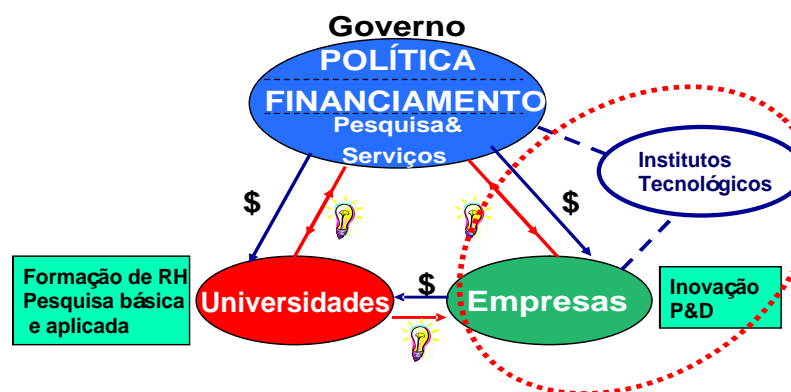 Governo
POLÍTICA
FINANCIAMENTO
Pesquisa&
Serviços
Institutos
Tecnológicos
$
$
Formação de RH
Pesquisa básica
e aplicada
Universidades
$
Empresas
Inovação
P&D